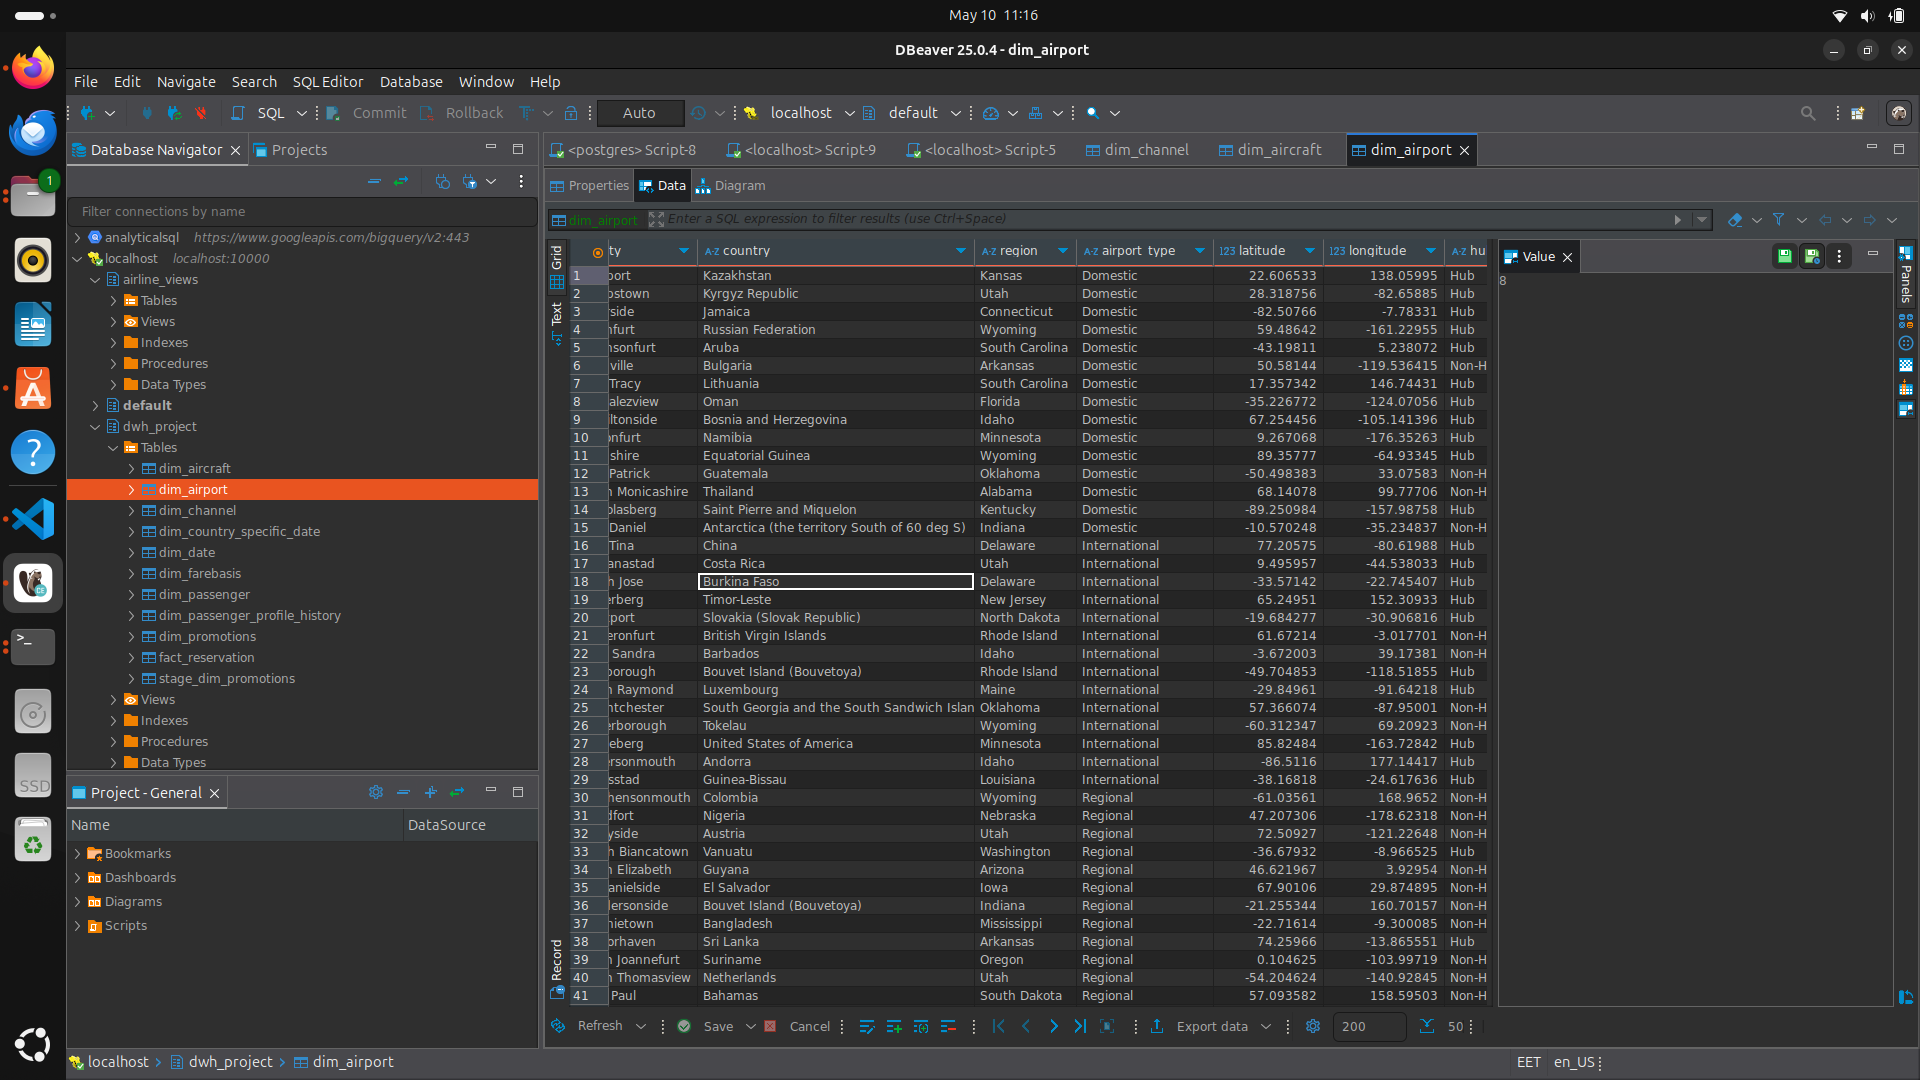 May 10 11:16
DBeaver 25.0.4 - dim_airport
File Edit Navigate Search SQL Editor Database Window Help
SQL Commit Rollback Auto localhost default
Database Navigator Projects
<postgres> Script-8 <localhost> Script-9 <localhost> Script-5 dim_channel dim_aircraft dim_airport
Properties Data Diagram
Filter connections by name
dim_airport Enter a SQL expression to filter results (use Ctrl+Space)
analyticalsql https://www.googleapis.com/bigquery/v2:443
localhost localhost:10000
airline_views
Tables
Views
Indexes
Procedures
Data Types
default
dwh_project
Tables
dim_aircraft
dim_airport
dim_channel
dim_country_specific_date
dim_date
dim_farebasis
dim_passenger
dim_passenger_profile_history
dim_promotions
fact_reservation
stage_dim_promotions
Views
Indexes
Procedures
Data Types
Project - General
Name DataSource
Bookmarks
Dashboards
Diagrams
Scripts
Grid
Text
Record
ty country region airport_type latitude longitude hu
1 port Kazakhstan Kansas Domestic 22.606533 138.05995 Hub
2 ostown Kyrgyz Republic Utah Domestic 28.318756 -82.65885 Hub
3 rside Jamaica Connecticut Domestic -82.50766 -7.78331 Hub
4 nfurt Russian Federation Wyoming Domestic 59.48642 -161.22955 Hub
5 nsonfurt Aruba South Carolina Domestic -43.19811 5.238072 Hub
6 ville Bulgaria Arkansas Domestic 50.58144 -119.536415 Non-H
7 Tracy Lithuania South Carolina Domestic 17.357342 146.74431 Hub
8 alezview Oman Florida Domestic -35.226772 -124.07056 Hub
9 ltonside Bosnia and Herzegovina Idaho Domestic 67.254456 -105.141396 Hub
10 onfurt Namibia Minnesota Domestic 9.267068 -176.35263 Hub
11 shire Equatorial Guinea Wyoming Domestic 89.35777 -64.93345 Hub
12 Patrick Guatemala Oklahoma Domestic -50.498383 33.07583 Non-H
13 n Monicashire Thailand Alabama Domestic 68.14078 99.77706 Non-H
14 olasberg Saint Pierre and Miquelon Kentucky Domestic -89.250984 -157.98758 Hub
15 Daniel Antarctica (the territory South of 60 deg S) Indiana Domestic -10.570248 -35.234837 Non-H
16 Tina China Delaware International 77.20575 -80.61988 Hub
17 anastad Costa Rica Utah International 9.495957 -44.538033 Hub
18 n Jose Burkina Faso Delaware International -33.57142 -22.745407 Hub
19 erberg Timor-Leste New Jersey International 65.24951 152.30933 Hub
20 port Slovakia (Slovak Republic) North Dakota International -19.684277 -30.906816 Hub
21 eronfurt British Virgin Islands Rhode Island International 61.67214 -3.017701 Non-H
22 Sandra Barbados Idaho International -3.672003 39.17381 Non-H
23 borough Bouvet Island (Bouvetoya) Rhode Island International -49.704853 -118.51855 Hub
24 n Raymond Luxembourg Maine International -29.84961 -91.64218 Hub
25 ntchester South Georgia and the South Sandwich Islan Oklahoma International 57.366074 -87.95001 Non-H
26 erborough Tokelau Wyoming International -60.312347 69.20923 Non-H
27 eberg United States of America Minnesota International 85.82484 -163.72842 Hub
28 ersonmouth Andorra Idaho International -86.5116 177.14417 Hub
29 sstad Guinea-Bissau Louisiana International -38.16818 -24.617636 Hub
30 hensonmouth Colombia Wyoming Regional -61.03561 168.9652 Non-H
31 dfort Nigeria Nebraska Regional 47.207306 -178.62318 Non-H
32 yside Austria Utah Regional 72.50927 -121.22648 Non-H
33 n Biancatown Vanuatu Washington Regional -36.67932 -8.966525 Hub
34 n Elizabeth Guyana Arizona Regional 46.621967 3.92954 Non-H
35 anielside El Salvador Iowa Regional 67.90106 29.874895 Non-H
36 dersonside Bouvet Island (Bouvetoya) Indiana Regional -21.255344 160.70157 Non-H
37 nietown Bangladesh Mississippi Regional -22.71614 -9.300085 Non-H
38 orhaven Sri Lanka Arkansas Regional 74.25966 -13.865551 Hub
39 n Joannefurt Suriname Oregon Regional 0.104625 -103.99719 Non-H
40 n Thomasview Netherlands Utah Regional -54.204624 -140.92845 Non-H
41 Paul Bahamas South Dakota Regional 57.093582 158.59503 Non-H
Value
8
Panels
Refresh Save Cancel Export data 200 50
localhost dwh_project dim_airport
EET en_US